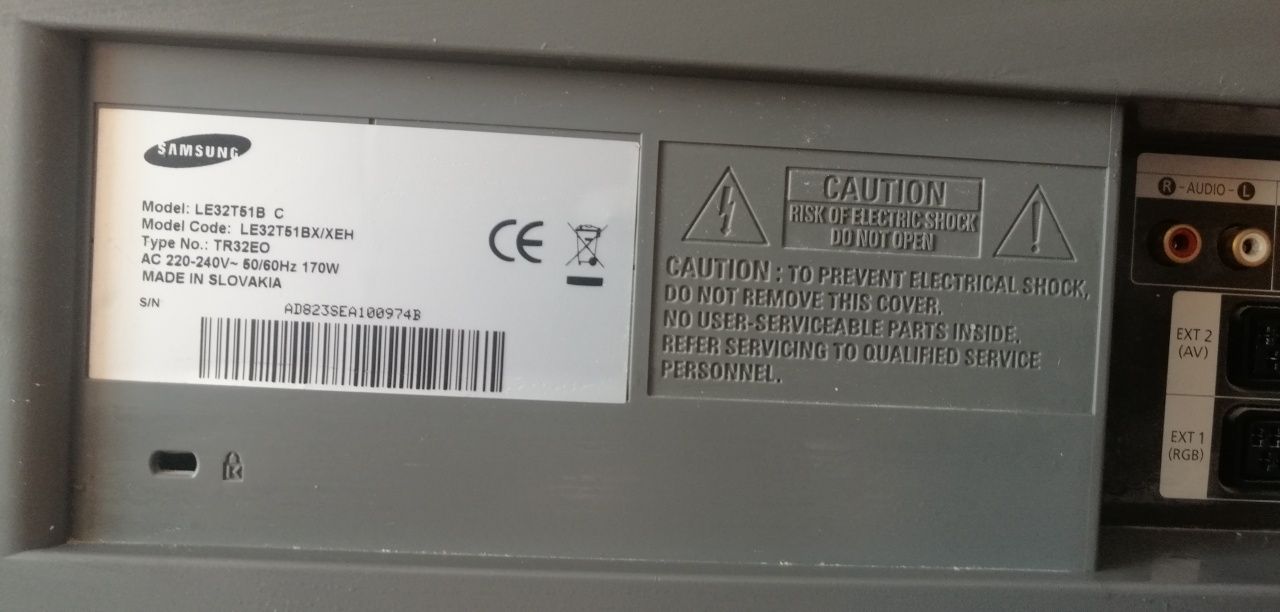 SAMSUNG
Model: LE32T51B C
Model Code: LE32T51BX/XEH
Type No.: TR32EO
AC 220-240V~ 50/60Hz 170W
MADE IN SLOVAKIA
S/N
AD823SEA100974B
CE
CAUTION
RISK OF ELECTRIC SHOCK
DO NOT OPEN
CAUTION : TO PREVENT ELECTRICAL SHOCK,
DO NOT REMOVE THIS COVER.
NO USER-SERVICEABLE PARTS INSIDE.
REFER SERVICING TO QUALIFIED SERVICE
PERSONNEL.
R - AUDIO - L
EXT 2
(AV)
EXT 1
(RGB)
K